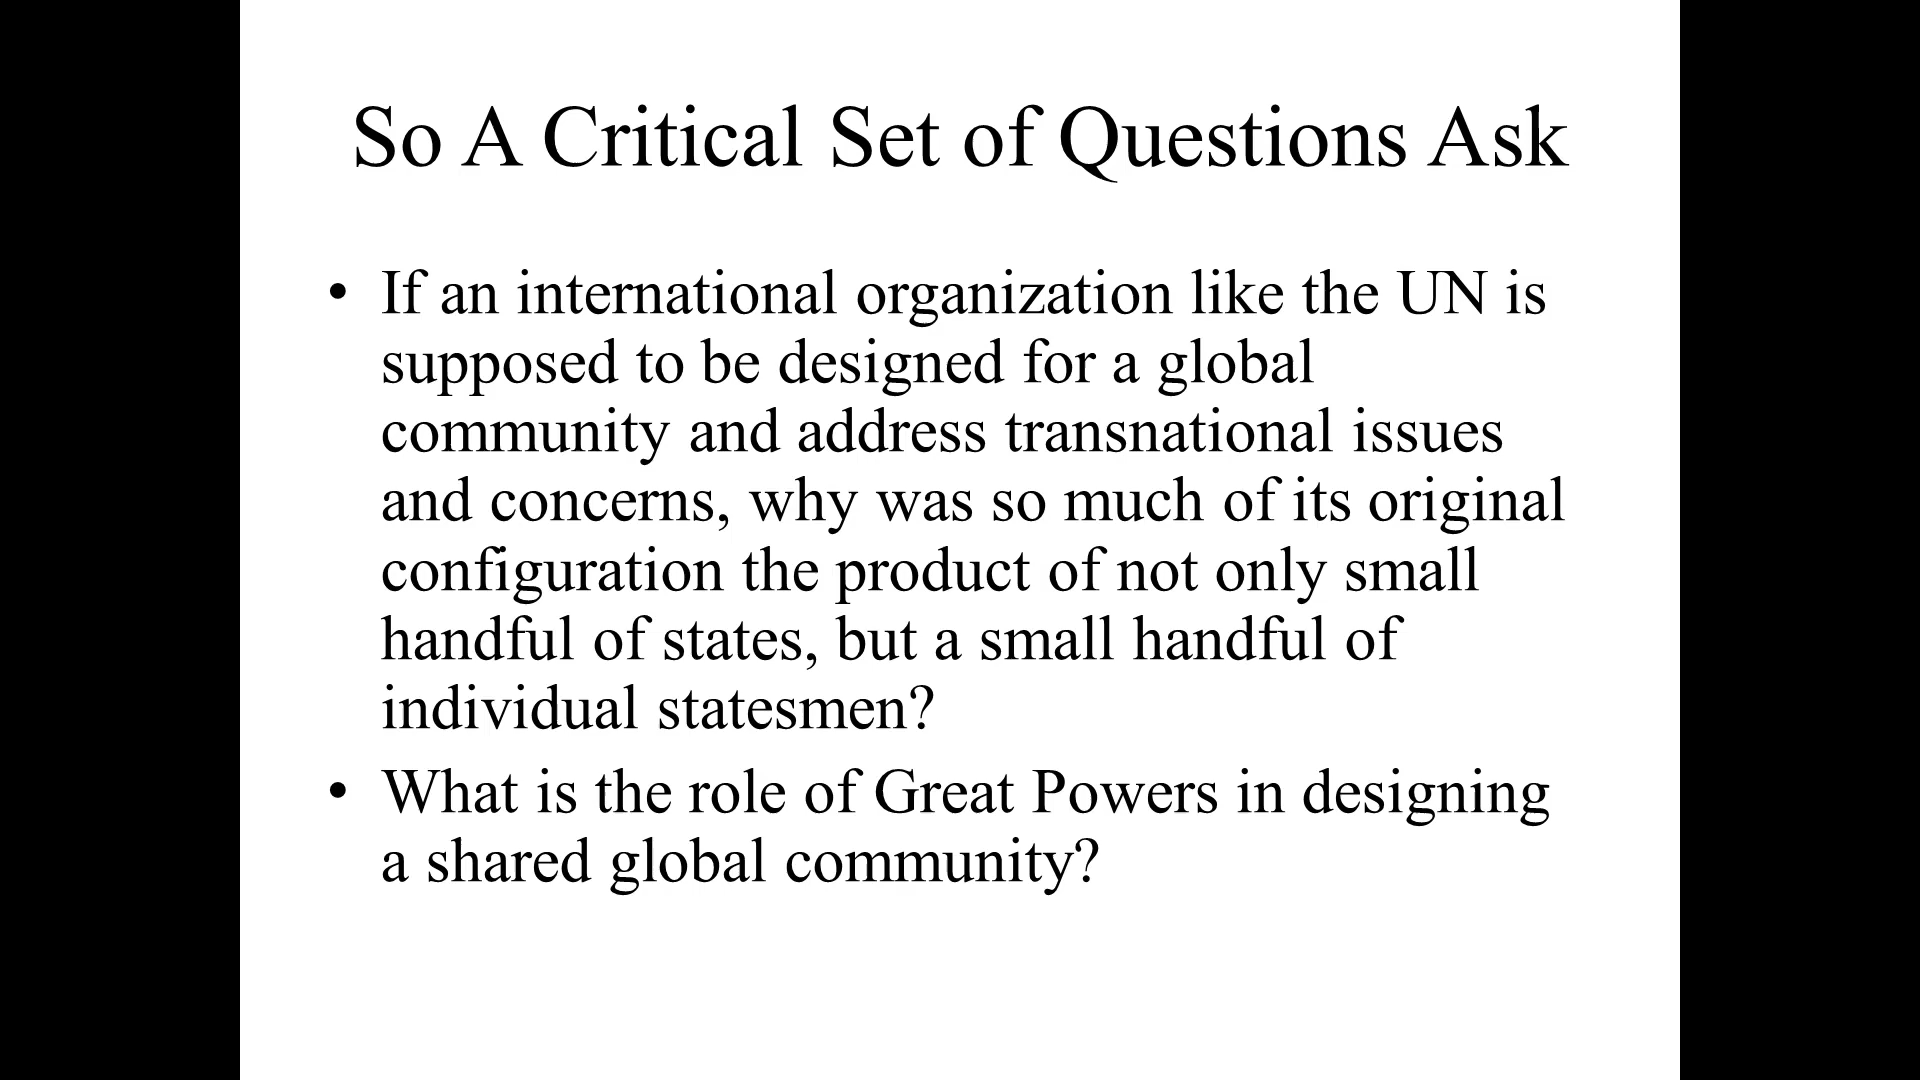 So A Critical Set of Questions Ask
• If an international organization like the UN is
supposed to be designed for a global
community and address transnational issues
and concerns, why was so much of its original
configuration the product of not only small
handful of states, but a small handful of
individual statesmen?
• What is the role of Great Powers in designing
a shared global community?